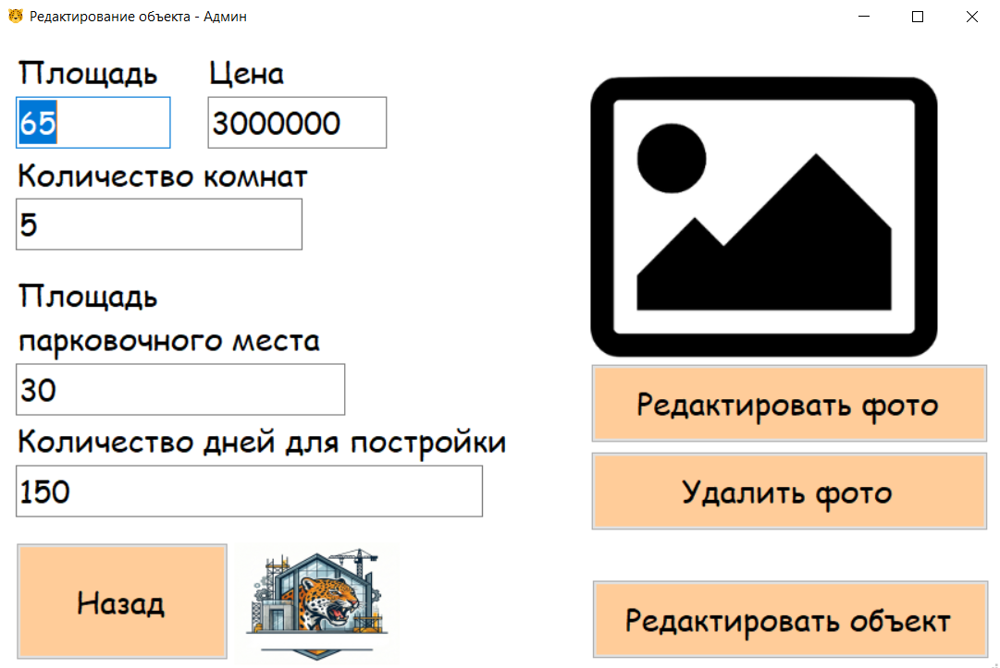 Редактирование объекта - Админ
Площадь
Цена
65
3000000
Количество комнат
5
Площадь
парковочного места
30
Количество дней для постройки
150
Назад
Редактировать фото
Удалить фото
Редактировать объект